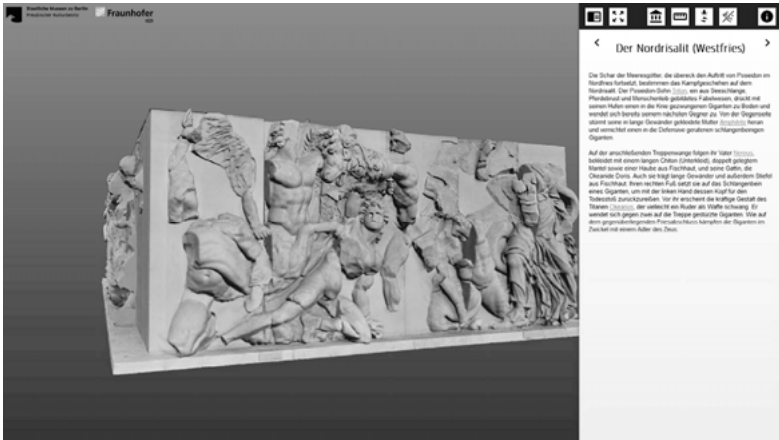 Staatliche Museen zu Berlin
Preußischer Kulturbesitz
Fraunhofer
IGD
Der Nordrisalit (Westfries)
Die Schar der Meeresgötter, die übereck den Auftritt von Poseidon im
Nordfries fortsetzt, bestimmen das Kampfgeschehen auf dem
Nordrisalit. Der Poseidon-Sohn Triton, ein aus Seeschlange,
Pferdebrust und Menschenleib gebildetes Fabelwesen, drückt mit
seinen Hufen einen in die Knie gezwungenen Giganten zu Boden und
wendet sich bereits seinem nächsten Gegner zu. Von der Gegenseite
stürmt seine in lange Gewänder gekleidete Mutter Amphitrite heran
und vernichtet einen in die Defensive geratenen schlangenbeinigen
Giganten.
Auf der anschließenden Treppenwange folgen ihr Vater Nereus,
bekleidet mit einem langen Chiton (Unterkleid), doppelt gelegtem
Mantel sowie einer Haube aus Fischhaut, und seine Gattin, die
Okeanide Doris. Auch sie trägt lange Gewänder und außerdem Stiefel
aus Fischhaut. Ihren rechten Fuß setzt sie auf das Schlangenbein
eines Giganten, um mit der linken Hand dessen Kopf für den
Todesstoß zurückzureißen. Vor ihr erscheint die kräftige Gestalt des
Titanen Okeanos, der vielleicht ein Ruder als Waffe schwang. Er
wendet sich gegen zwei auf die Treppe gestürzte Giganten. Wie auf
dem gegenüberliegenden Friesabschluss kämpfen die Giganten im
Zwickel mit einem Adler des Zeus.